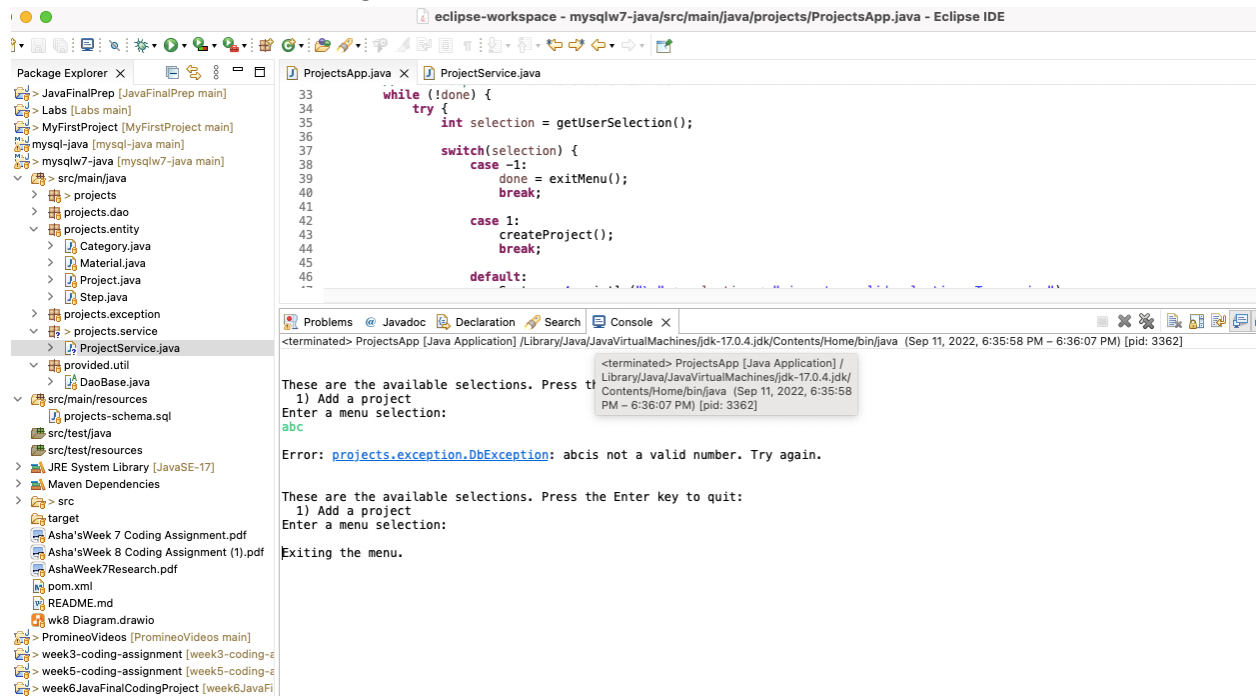 eclipse-workspace - mysqlw7-java/src/main/java/projects/ProjectsApp.java - Eclipse IDE
Package Explorer
> JavaFinalPrep [JavaFinalPrep main]
> Labs [Labs main]
> MyFirstProject [MyFirstProject main]
mysql-java [mysql-java main]
> mysqlw7-java [mysqlw7-java main]
> src/main/java
> projects
projects.dao
projects.entity
Category.java
Material.java
Project.java
Step.java
projects.exception
> projects.service
ProjectService.java
provided.util
DaoBase.java
src/main/resources
projects-schema.sql
src/test/java
src/test/resources
JRE System Library [JavaSE-17]
Maven Dependencies
> src
target
Asha'sWeek 7 Coding Assignment.pdf
Asha'sWeek 8 Coding Assignment (1).pdf
AshaWeek7Research.pdf
pom.xml
README.md
wk8 Diagram.drawio
> PromineoVideos [PromineoVideos main]
> week3-coding-assignment [week3-coding-a
> week5-coding-assignment [week5-coding-a
> week6JavaFinalCodingProject [week6JavaFi
ProjectsApp.java ProjectService.java
33 while (!done) {
34 try {
35 int selection = getUserSelection();
36
37 switch(selection) {
38 case -1:
39 done = exitMenu();
40 break;
41
42 case 1:
43 createProject();
44 break;
45
46 default:
Problems @ Javadoc Declaration Search Console
<terminated> ProjectsApp [Java Application] /Library/Java/JavaVirtualMachines/jdk-17.0.4.jdk/Contents/Home/bin/java (Sep 11, 2022, 6:35:58 PM – 6:36:07 PM) [pid: 3362]
<terminated> ProjectsApp [Java Application] /
Library/Java/JavaVirtualMachines/jdk-17.0.4.jdk/
Contents/Home/bin/java (Sep 11, 2022, 6:35:58
PM – 6:36:07 PM) [pid: 3362]
These are the available selections. Press th
1) Add a project
Enter a menu selection:
abc
Error: projects.exception.DbException: abcis not a valid number. Try again.
These are the available selections. Press the Enter key to quit:
1) Add a project
Enter a menu selection:
Exiting the menu.